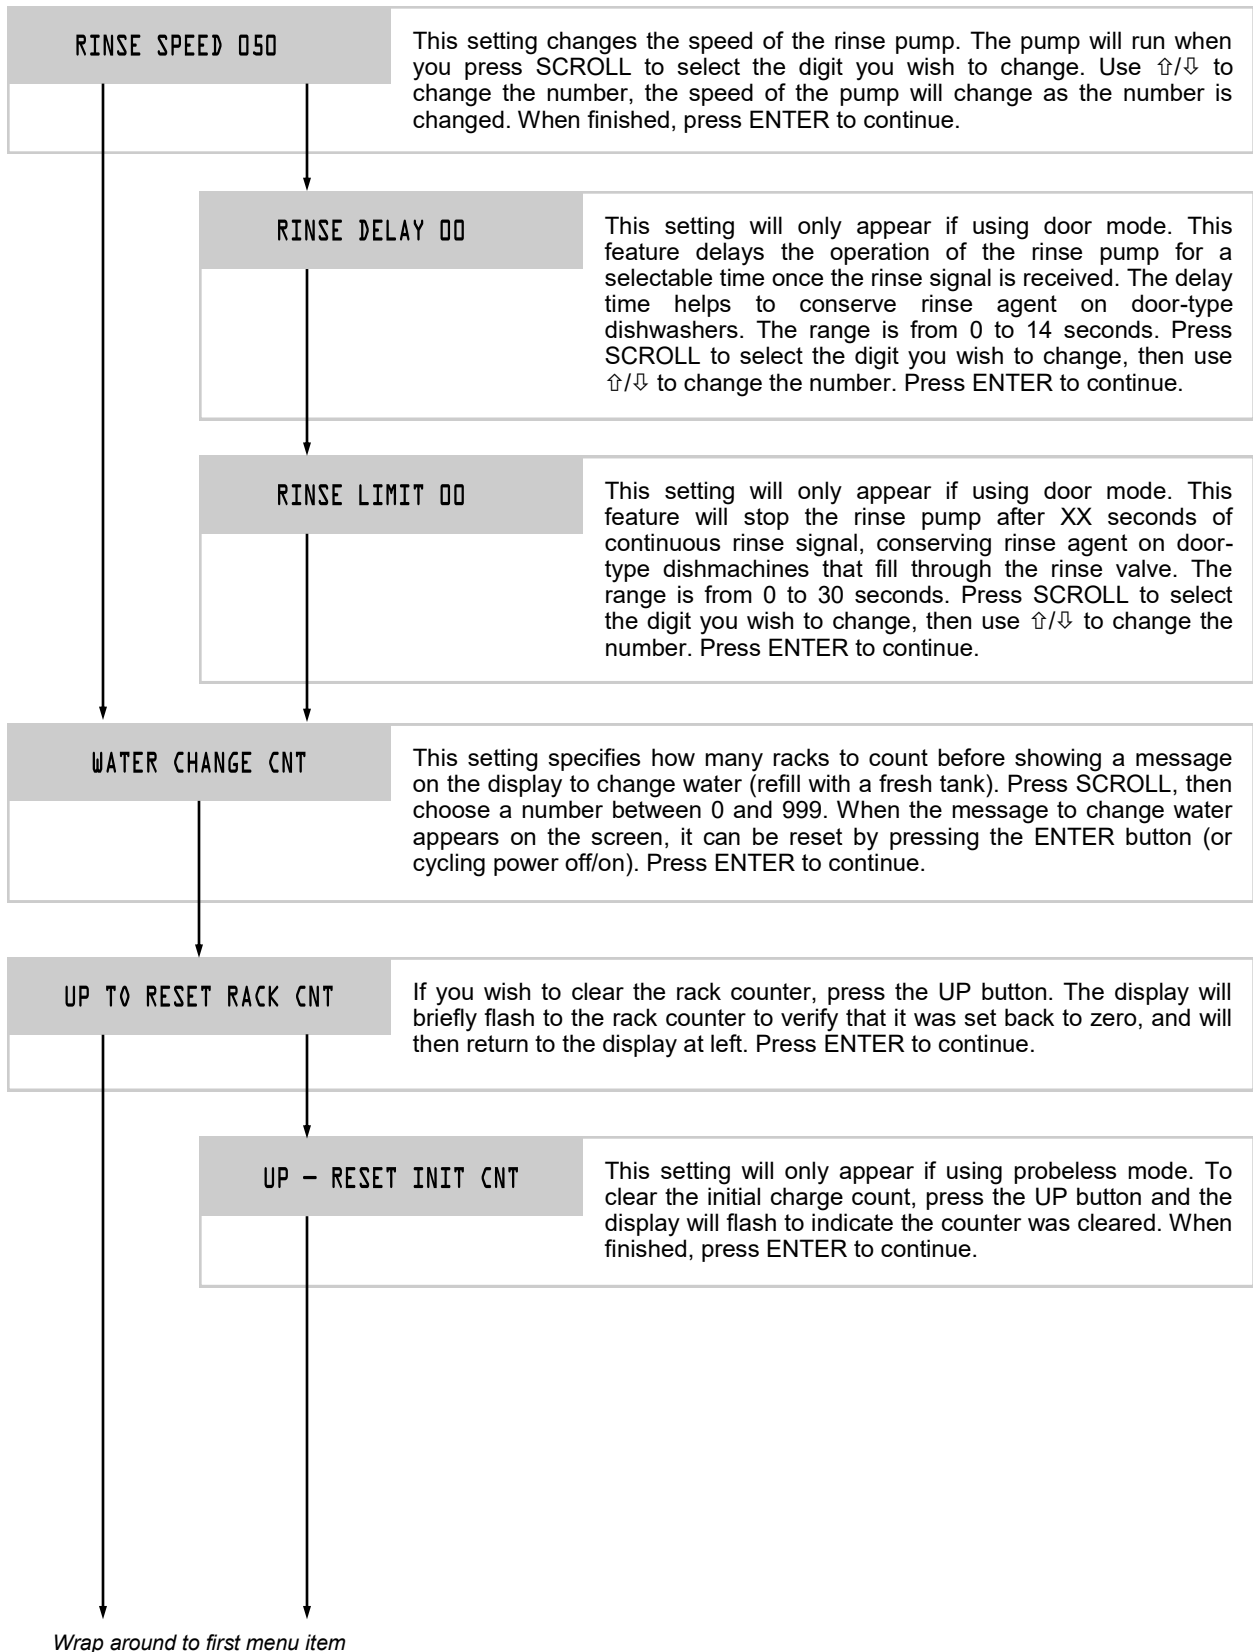 RINSE SPEED 050
This setting changes the speed of the rinse pump. The pump will run when
you press SCROLL to select the digit you wish to change. Use ⇧/⇩ to
change the number, the speed of the pump will change as the number is
changed. When finished, press ENTER to continue.
RINSE DELAY 00
This setting will only appear if using door mode. This
feature delays the operation of the rinse pump for a
selectable time once the rinse signal is received. The delay
time helps to conserve rinse agent on door-type
dishwashers. The range is from 0 to 14 seconds. Press
SCROLL to select the digit you wish to change, then use
⇧/⇩ to change the number. Press ENTER to continue.
RINSE LIMIT 00
This setting will only appear if using door mode. This
feature will stop the rinse pump after XX seconds of
continuous rinse signal, conserving rinse agent on door-
type dishmachines that fill through the rinse valve. The
range is from 0 to 30 seconds. Press SCROLL to select
the digit you wish to change, then use ⇧/⇩ to change the
number. Press ENTER to continue.
WATER CHANGE CNT
This setting specifies how many racks to count before showing a message
on the display to change water (refill with a fresh tank). Press SCROLL, then
choose a number between 0 and 999. When the message to change water
appears on the screen, it can be reset by pressing the ENTER button (or
cycling power off/on). Press ENTER to continue.
UP TO RESET RACK CNT
If you wish to clear the rack counter, press the UP button. The display will
briefly flash to the rack counter to verify that it was set back to zero, and will
then return to the display at left. Press ENTER to continue.
UP – RESET INIT CNT
This setting will only appear if using probeless mode. To
clear the initial charge count, press the UP button and the
display will flash to indicate the counter was cleared. When
finished, press ENTER to continue.
Wrap around to first menu item